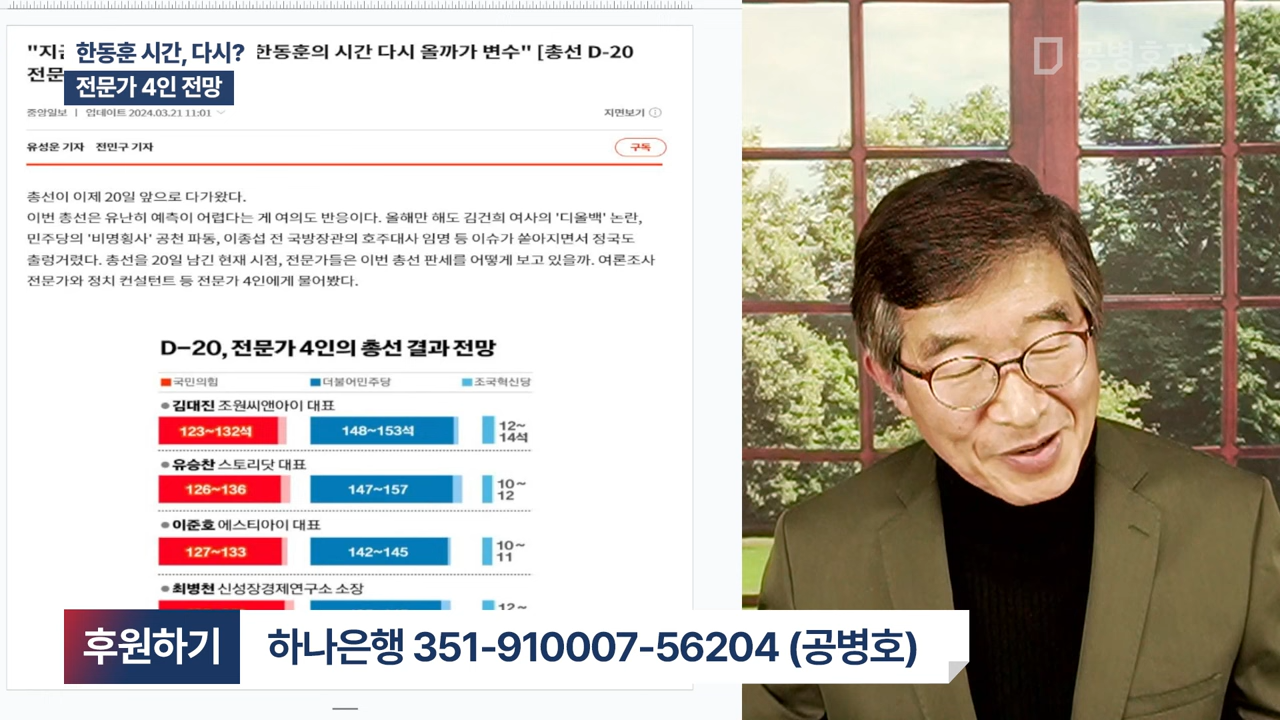 "지금 한동훈의 시간 다시 올까가 변수" [총선 D-20
전문
한동훈 시간, 다시?
전문가 4인 전망
중앙일보 | 업데이트 2024.03.21 11:01
지면보기
유성운 기자 전민구 기자
구독
총선이 이제 20일 앞으로 다가왔다.
이번 총선은 유난히 예측이 어렵다는 게 여의도 반응이다. 올해만 해도 김건희 여사의 '디올백' 논란,
민주당의 '비명횡사' 공천 파동, 이종섭 전 국방장관의 호주대사 임명 등 이슈가 쏟아지면서 정국도
출렁거렸다. 총선을 20일 남긴 현재 시점, 전문가들은 이번 총선 판세를 어떻게 보고 있을까. 여론조사
전문가와 정치 컨설턴트 등 전문가 4인에게 물어봤다.
D-20, 전문가 4인의 총선 결과 전망
국민의힘 더불어민주당 조국혁신당
김대진 조원씨앤아이 대표
123~132석 148~153석 12~
14석
유승찬 스토리닷 대표
126~136 147~157 10~
12
이준호 에스티아이 대표
127~133 142~145 10~
11
최병천 신성장경제연구소 소장
12~
후원하기
하나은행 351-910007-56204 (공병호)
공병호